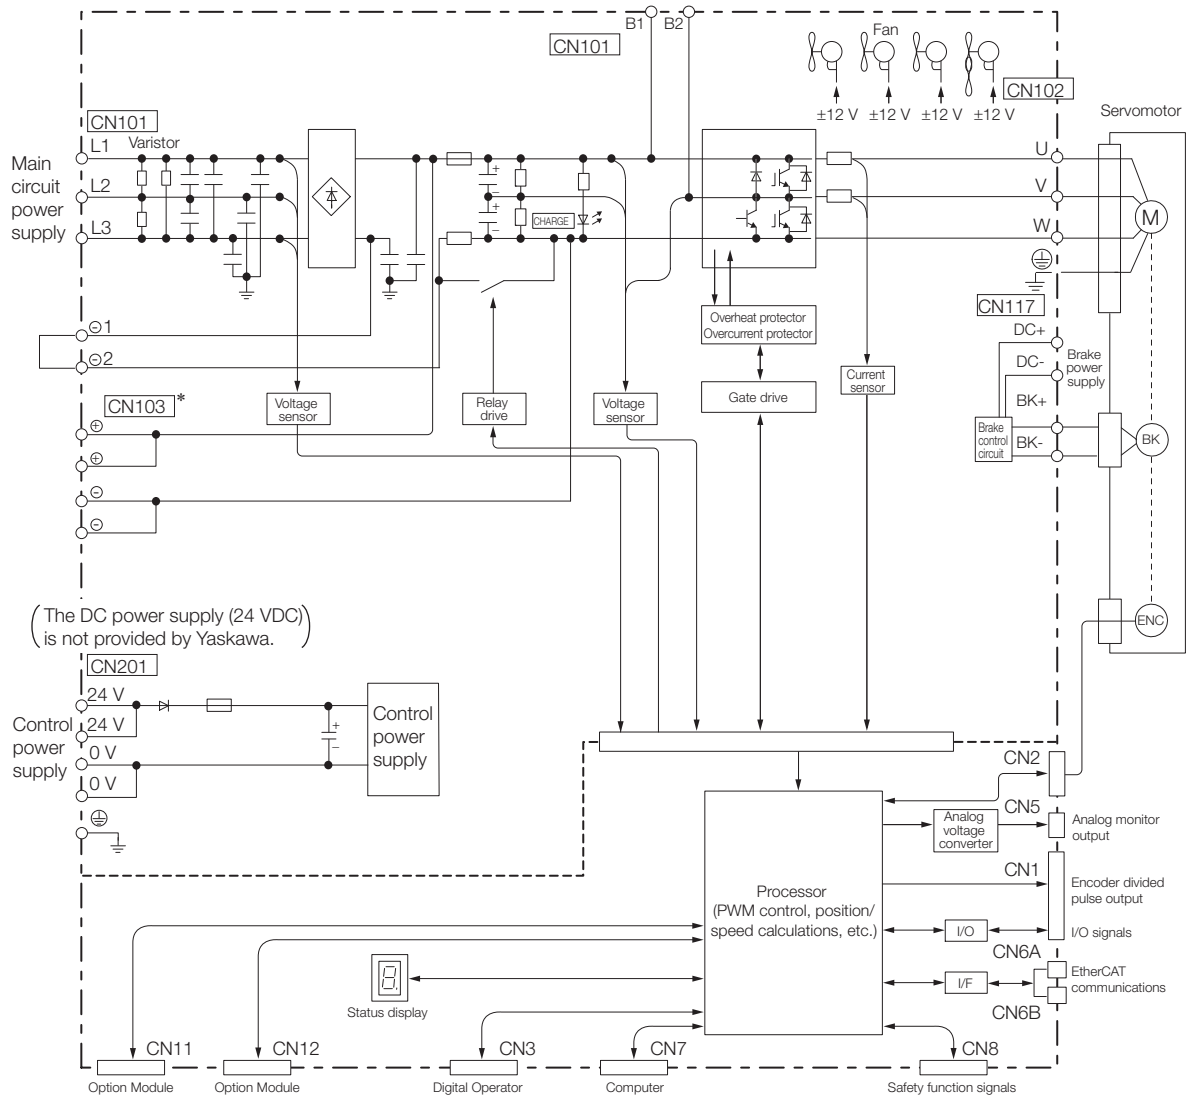 B1
B2
CN101
Fan
CN102
±12 V
±12 V
±12 V
±12 V
Servomotor
CN101
Varistor
Main
circuit
power
supply
L1
L2
L3
+
−
+
−
CHARGE
U
V
W
M
CN117
DC+
DC-
BK+
BK-
Brake
power
supply
Brake
control
circuit
BK
ENC
⊖1
⊖2
CN103*
⊕
⊕
⊖
⊖
Voltage
sensor
Relay
drive
Voltage
sensor
Overheat protector
Overcurrent protector
Gate drive
Current
sensor
(The DC power supply (24 VDC)
is not provided by Yaskawa.)
CN201
24 V
24 V
0 V
0 V
Control
power
supply
+
−
Control
power
supply
Processor
(PWM control, position/
speed calculations, etc.)
CN2
CN5
Analog
voltage
converter
Analog monitor
output
CN1
Encoder divided
pulse output
I/O
I/O signals
CN6A
I/F
EtherCAT
communications
CN6B
8.
Status display
CN11
Option Module
CN12
Option Module
CN3
Digital Operator
CN7
Computer
CN8
Safety function signals